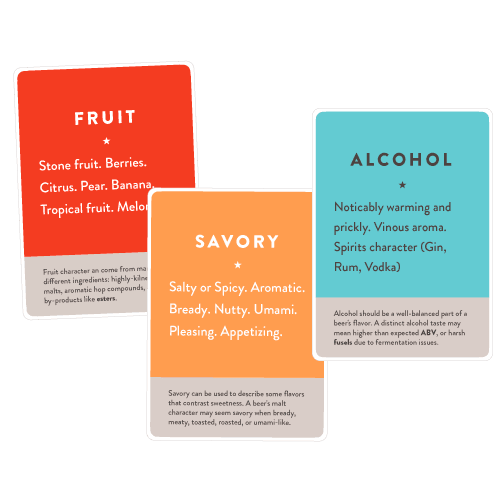 FRUIT
Stone fruit. Berries.
Citrus. Pear. Banana.
Tropical fruit. Melon
Fruit character an come from
different ingredients: highly-kiln
malts, aromatic hop compounds,
by-products like esters.
SAVORY
Salty or Spicy. Aromatic.
Bready. Nutty. Umami.
Pleasing. Appetizing.
Savory can be used to describe some flavors
that contrast sweetness. A beer's malt
character may seem savory when bready,
meaty, toasted, roasted, or umami-like.
ALCOHOL
Noticably warming and
prickly. Vinous aroma.
Spirits character (Gin,
Rum, Vodka)
Alcohol should be a well-balanced part of a
beer's flavor. A distinct alcohol taste may
mean higher than expected ABV, or harsh
fusels due to fermentation issues.